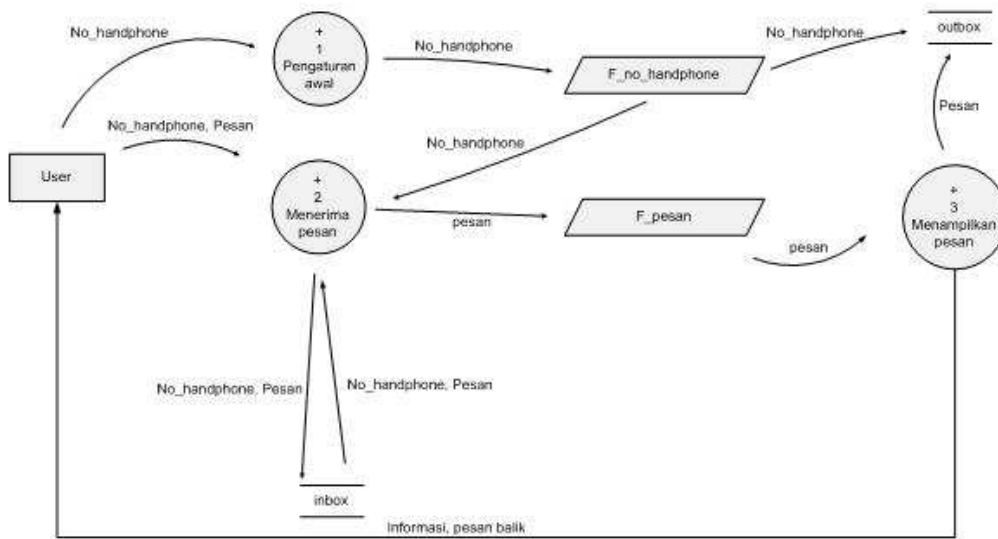 No_handphone
+
1
Pengaturan
awal
No_handphone
F_no_handphone
No_handphone
outbox
No_handphone, Pesan
No_handphone
Pesan
User
+
2
Menerima
pesan
pesan
F_pesan
pesan
+
3
Menampilkan
pesan
No_handphone, Pesan
No_handphone, Pesan
inbox
Informasi, pesan balik